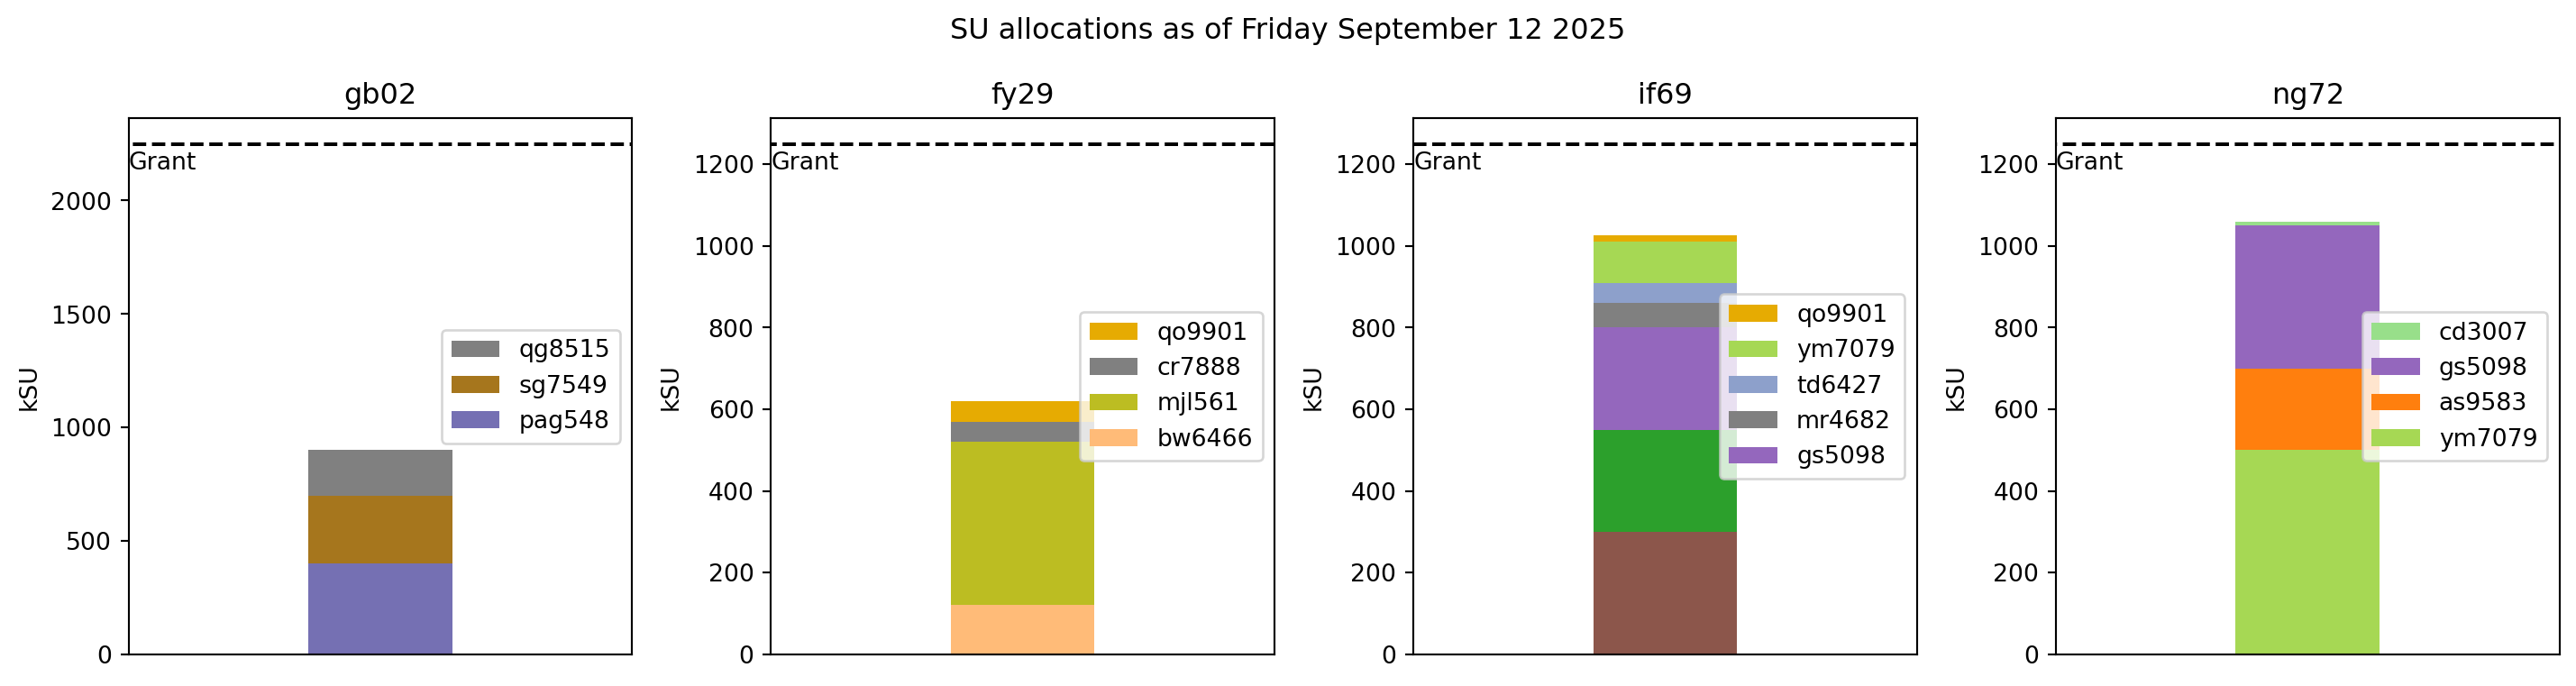 SU allocations as of Friday September 12 2025
gb02
kSU
2000
1500
1000
500
0
Grant
qg8515
sg7549
pag548
fy29
kSU
1200
1000
800
600
400
200
0
Grant
qo9901
cr7888
mjl561
bw6466
if69
kSU
1200
1000
800
600
400
200
0
Grant
qo9901
ym7079
td6427
mr4682
gs5098
ng72
kSU
1200
1000
800
600
400
200
0
Grant
cd3007
gs5098
as9583
ym7079